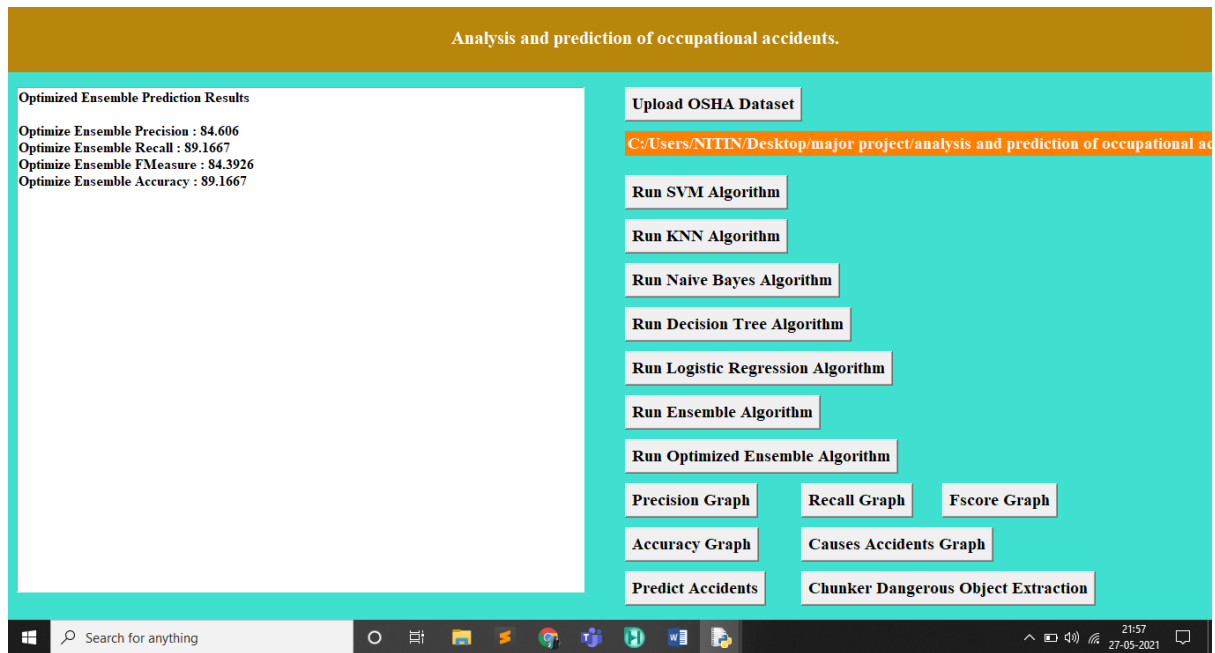 Analysis and prediction of occupational accidents.
Optimized Ensemble Prediction Results
Optimize Ensemble Precision : 84.606
Optimize Ensemble Recall : 89.1667
Optimize Ensemble FMeasure : 84.3926
Optimize Ensemble Accuracy : 89.1667
Upload OSHA Dataset
C:/Users/NITIN/Desktop/major project/analysis and prediction of occupational ac
Run SVM Algorithm
Run KNN Algorithm
Run Naive Bayes Algorithm
Run Decision Tree Algorithm
Run Logistic Regression Algorithm
Run Ensemble Algorithm
Run Optimized Ensemble Algorithm
Precision Graph Recall Graph Fscore Graph
Accuracy Graph Causes Accidents Graph
Predict Accidents Chunker Dangerous Object Extraction
Search for anything
21:57
27-05-2021